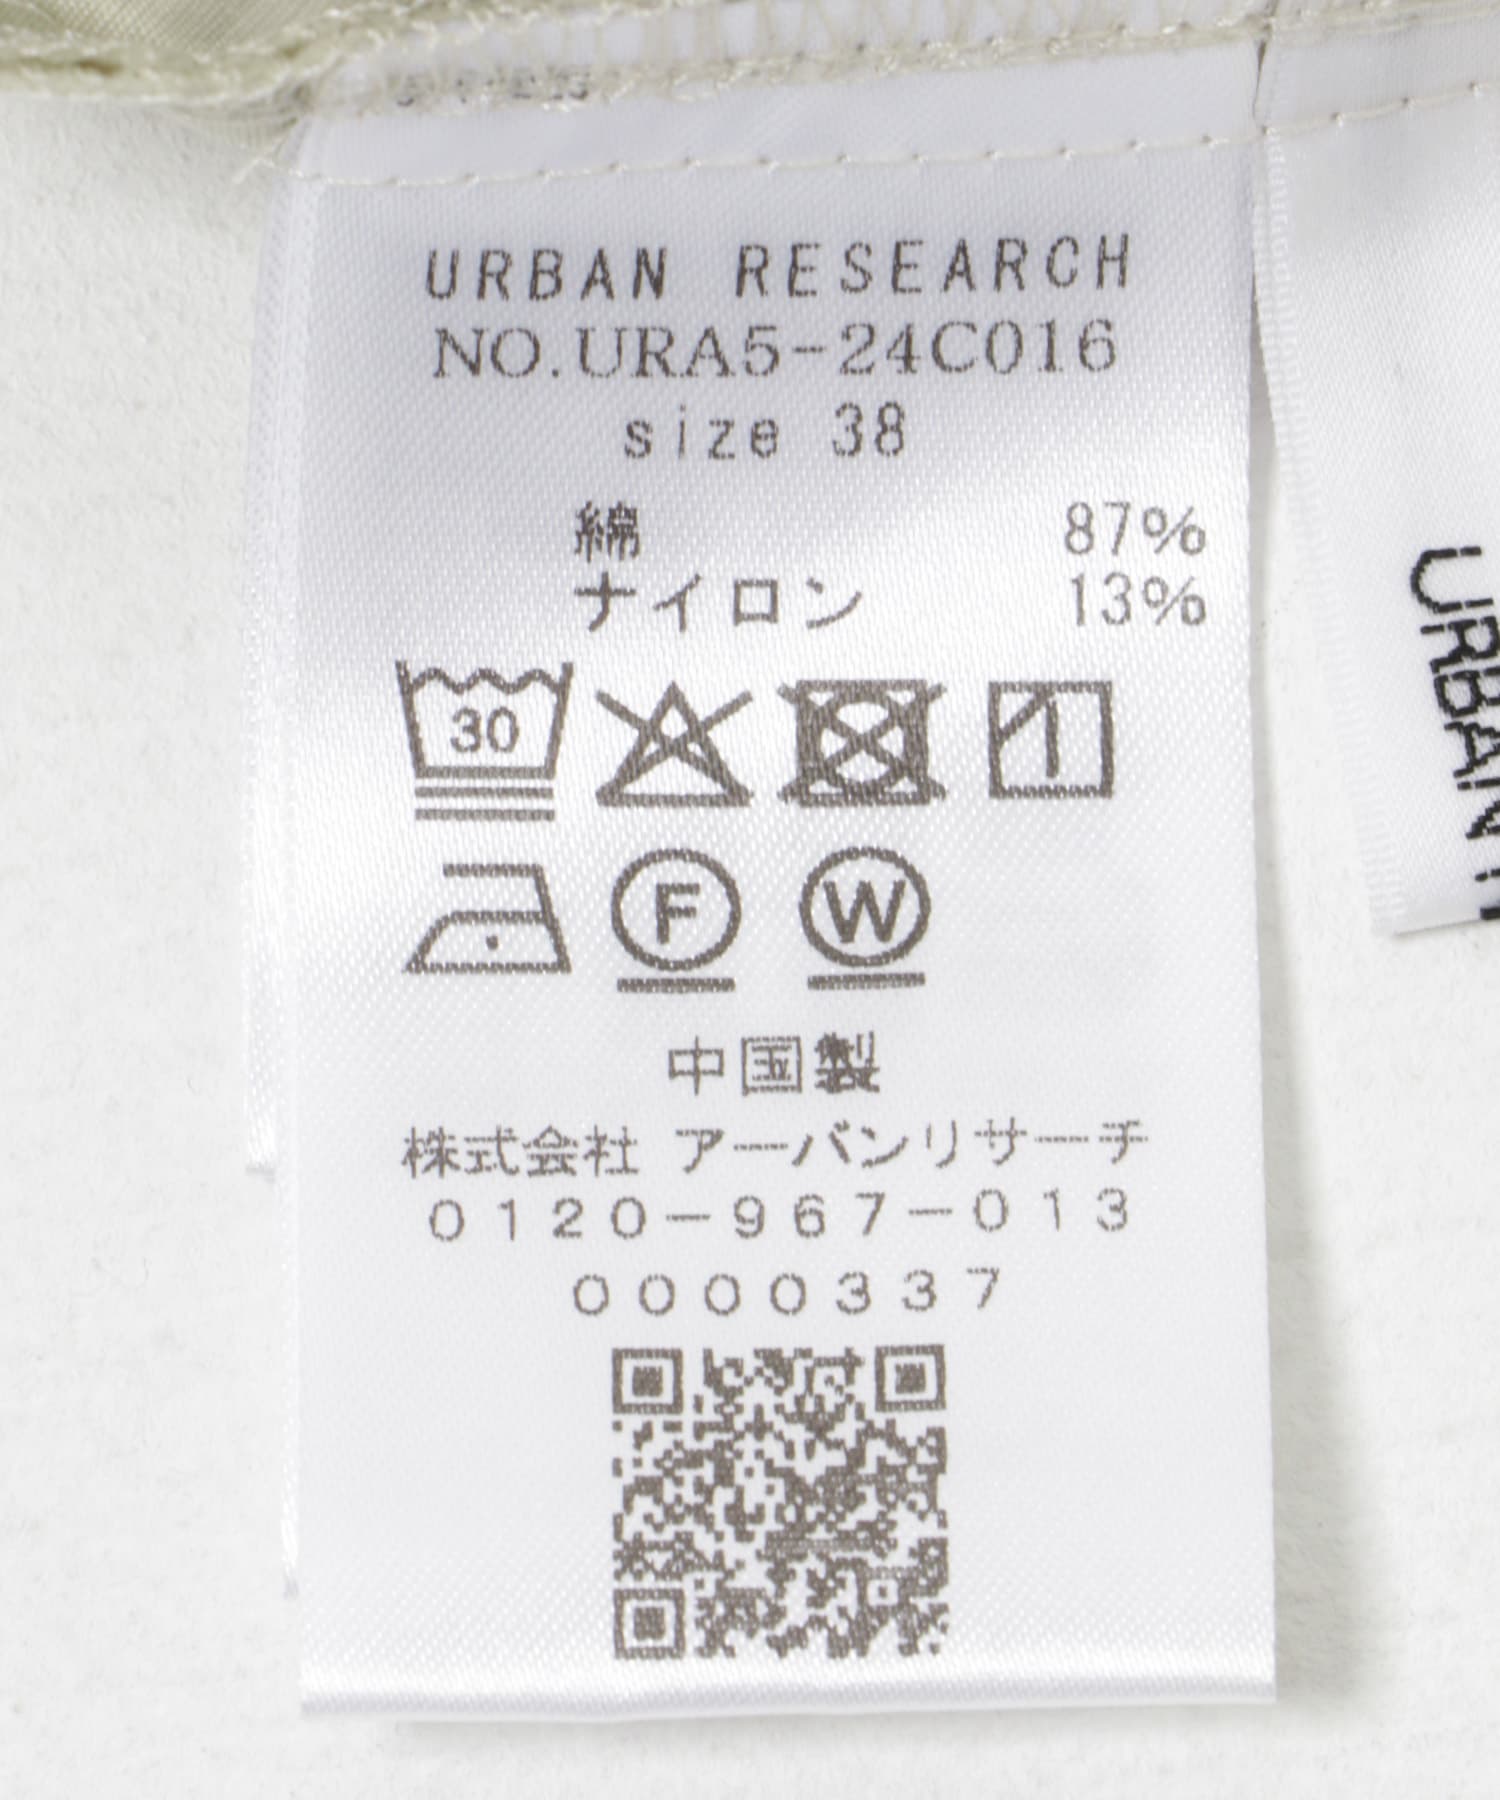 URBAN RESEARCH
NO.URA5-24C016
size 38
綿 87%
ナイロン 13%
30
F W
中国製
株式会社 アーバンリサーチ
0120-967-013
0000337
URBAN